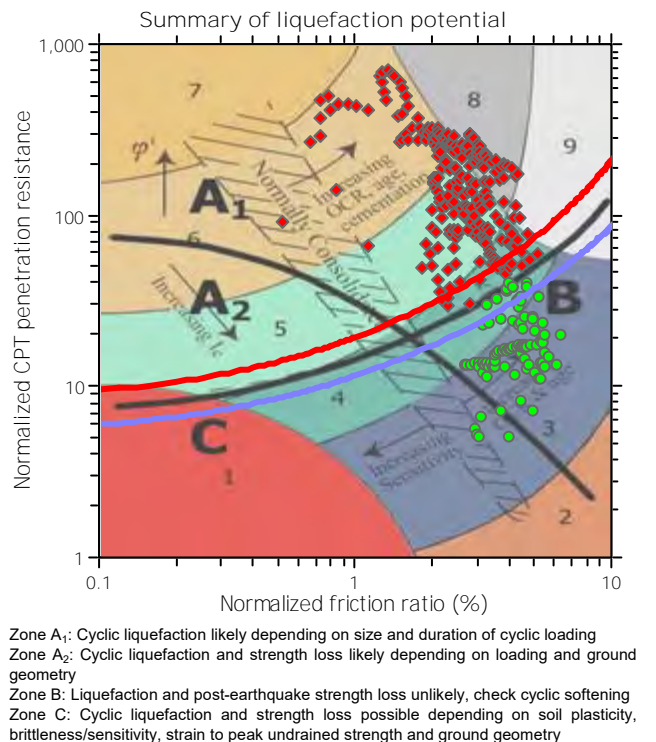 Summary of liquefaction potential
Normalized CPT penetration resistance
1,000
100
10
1
0.1
1
10
Normalized friction ratio (%)
7
8
9
φ'
A1
Increasing
OCR- age,
cementation
Normally Consolid
6
A2
Increasing Ic
5
B
4
C
Increasing
Sensitivity
& age
3
1
2
Zone A1: Cyclic liquefaction likely depending on size and duration of cyclic loading
Zone A2: Cyclic liquefaction and strength loss likely depending on loading and ground
geometry
Zone B: Liquefaction and post-earthquake strength loss unlikely, check cyclic softening
Zone C: Cyclic liquefaction and strength loss possible depending on soil plasticity,
brittleness/sensitivity, strain to peak undrained strength and ground geometry